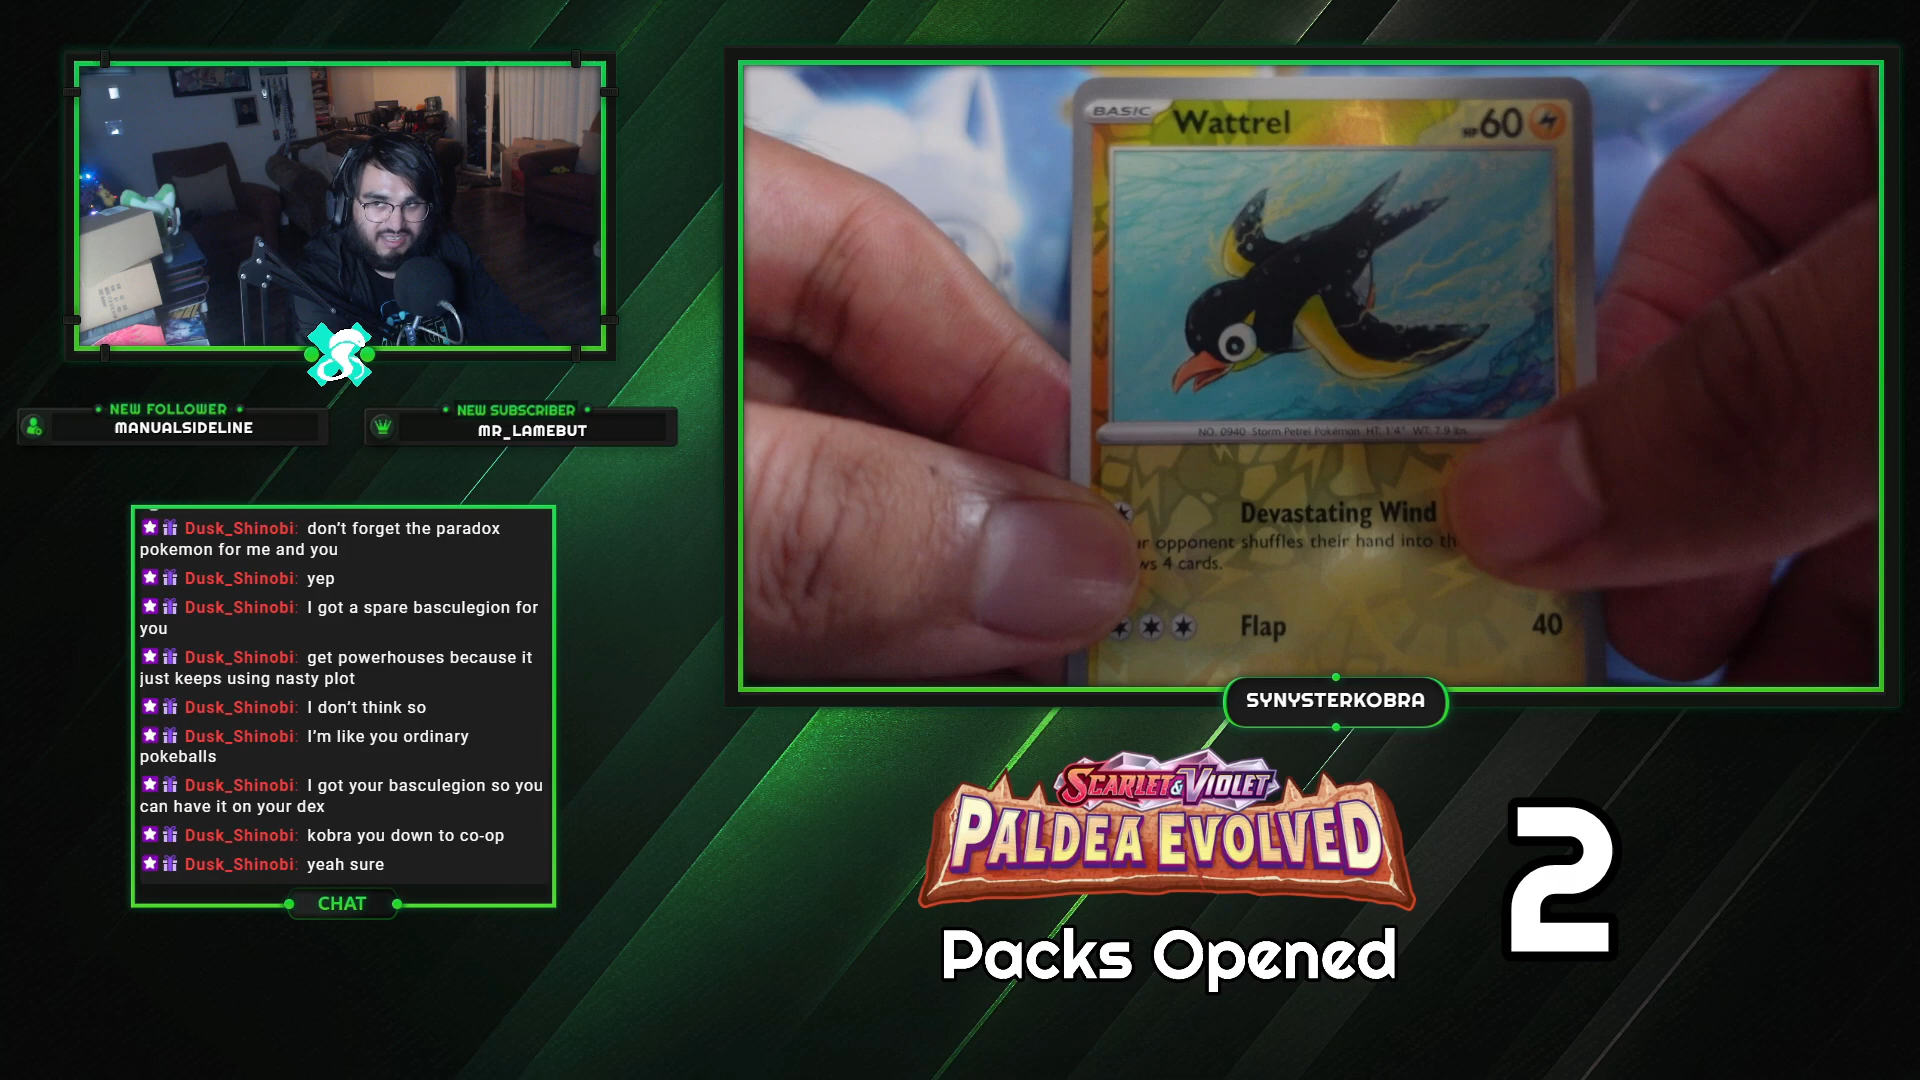 BASIC
Wattrel
HP 60
NO. 0940 Storm Petrel Pokémon HT: 1'4" WT: 7.9 lbs.
Devastating Wind
opponent shuffles their hand into
4 cards.
Flap 40
SYNYSTERKOBRA
NEW FOLLOWER
MANUALSIDELINE
NEW SUBSCRIBER
MR_LAMEBUT
Dusk_Shinobi: don't forget the paradox
pokemon for me and you
Dusk_Shinobi: yep
Dusk_Shinobi: I got a spare basculegion for
you
Dusk_Shinobi: get powerhouses because it
just keeps using nasty plot
Dusk_Shinobi: I don't think so
Dusk_Shinobi: I'm like you ordinary
pokeballs
Dusk_Shinobi: I got your basculegion so you
can have it on your dex
Dusk_Shinobi: kobra you down to co-op
Dusk_Shinobi: yeah sure
CHAT
SCARLET & VIOLET
PALDEA EVOLVED
Packs Opened
2